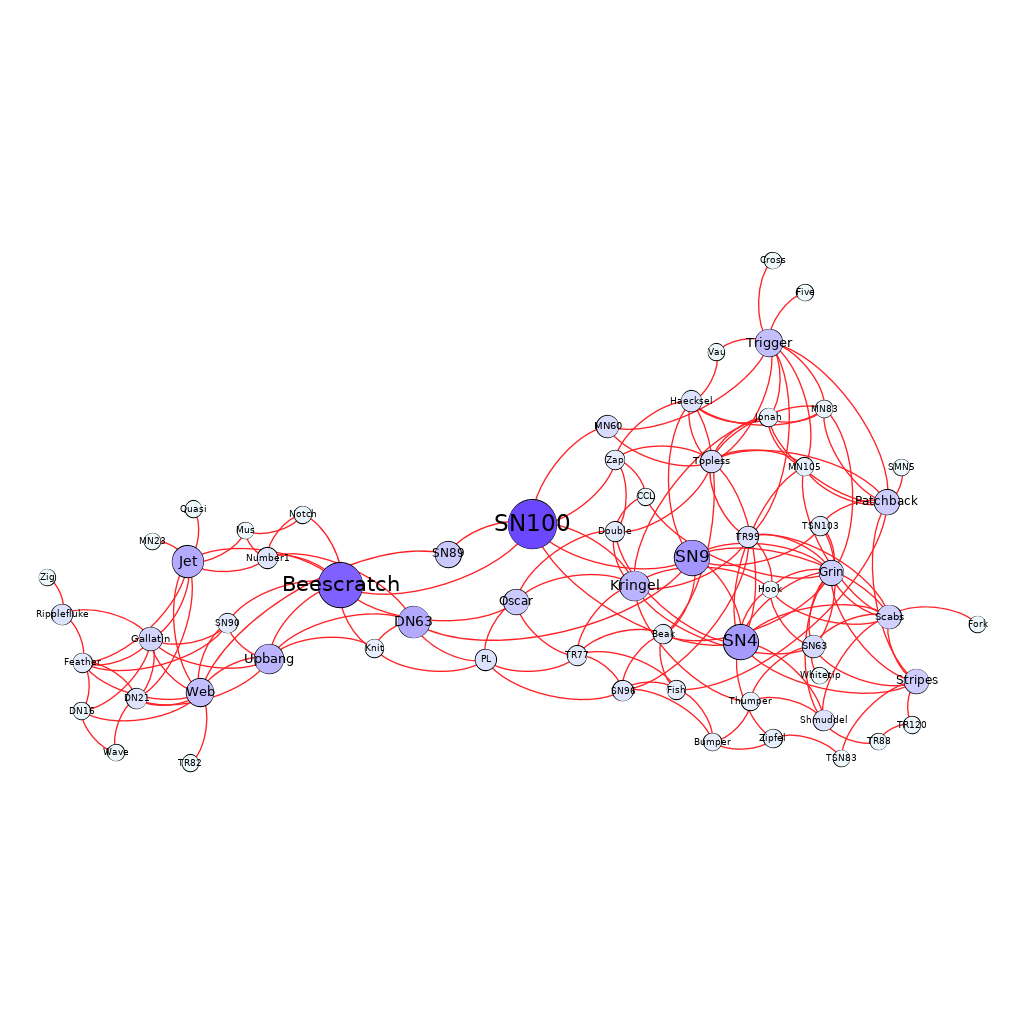 Cross
Five
Trigger
Vau
Haecksel
MN83
Jonah
MN60
Zap
Topless
MN105
SMN5
CCL
Patchback
Quasi
Notch
SN100
TSN103
Mus
Double
TR99
MN23
SN89
Number1
SN9
Jet
Grin
Zig
Beescratch
Kringel
Hook
Oscar
Ripplefluke
SN90
DN63
Scabs
Fork
Gallatin
Beak
SN4
Knit
SN63
TR77
Upbang
PL
Feather
Whitetip
Stripes
Web
SN96
Fish
DN21
Thumper
DN16
Shmuddel
TR120
Wave
Bumper
Zipfel
TR88
TSN83
TR82